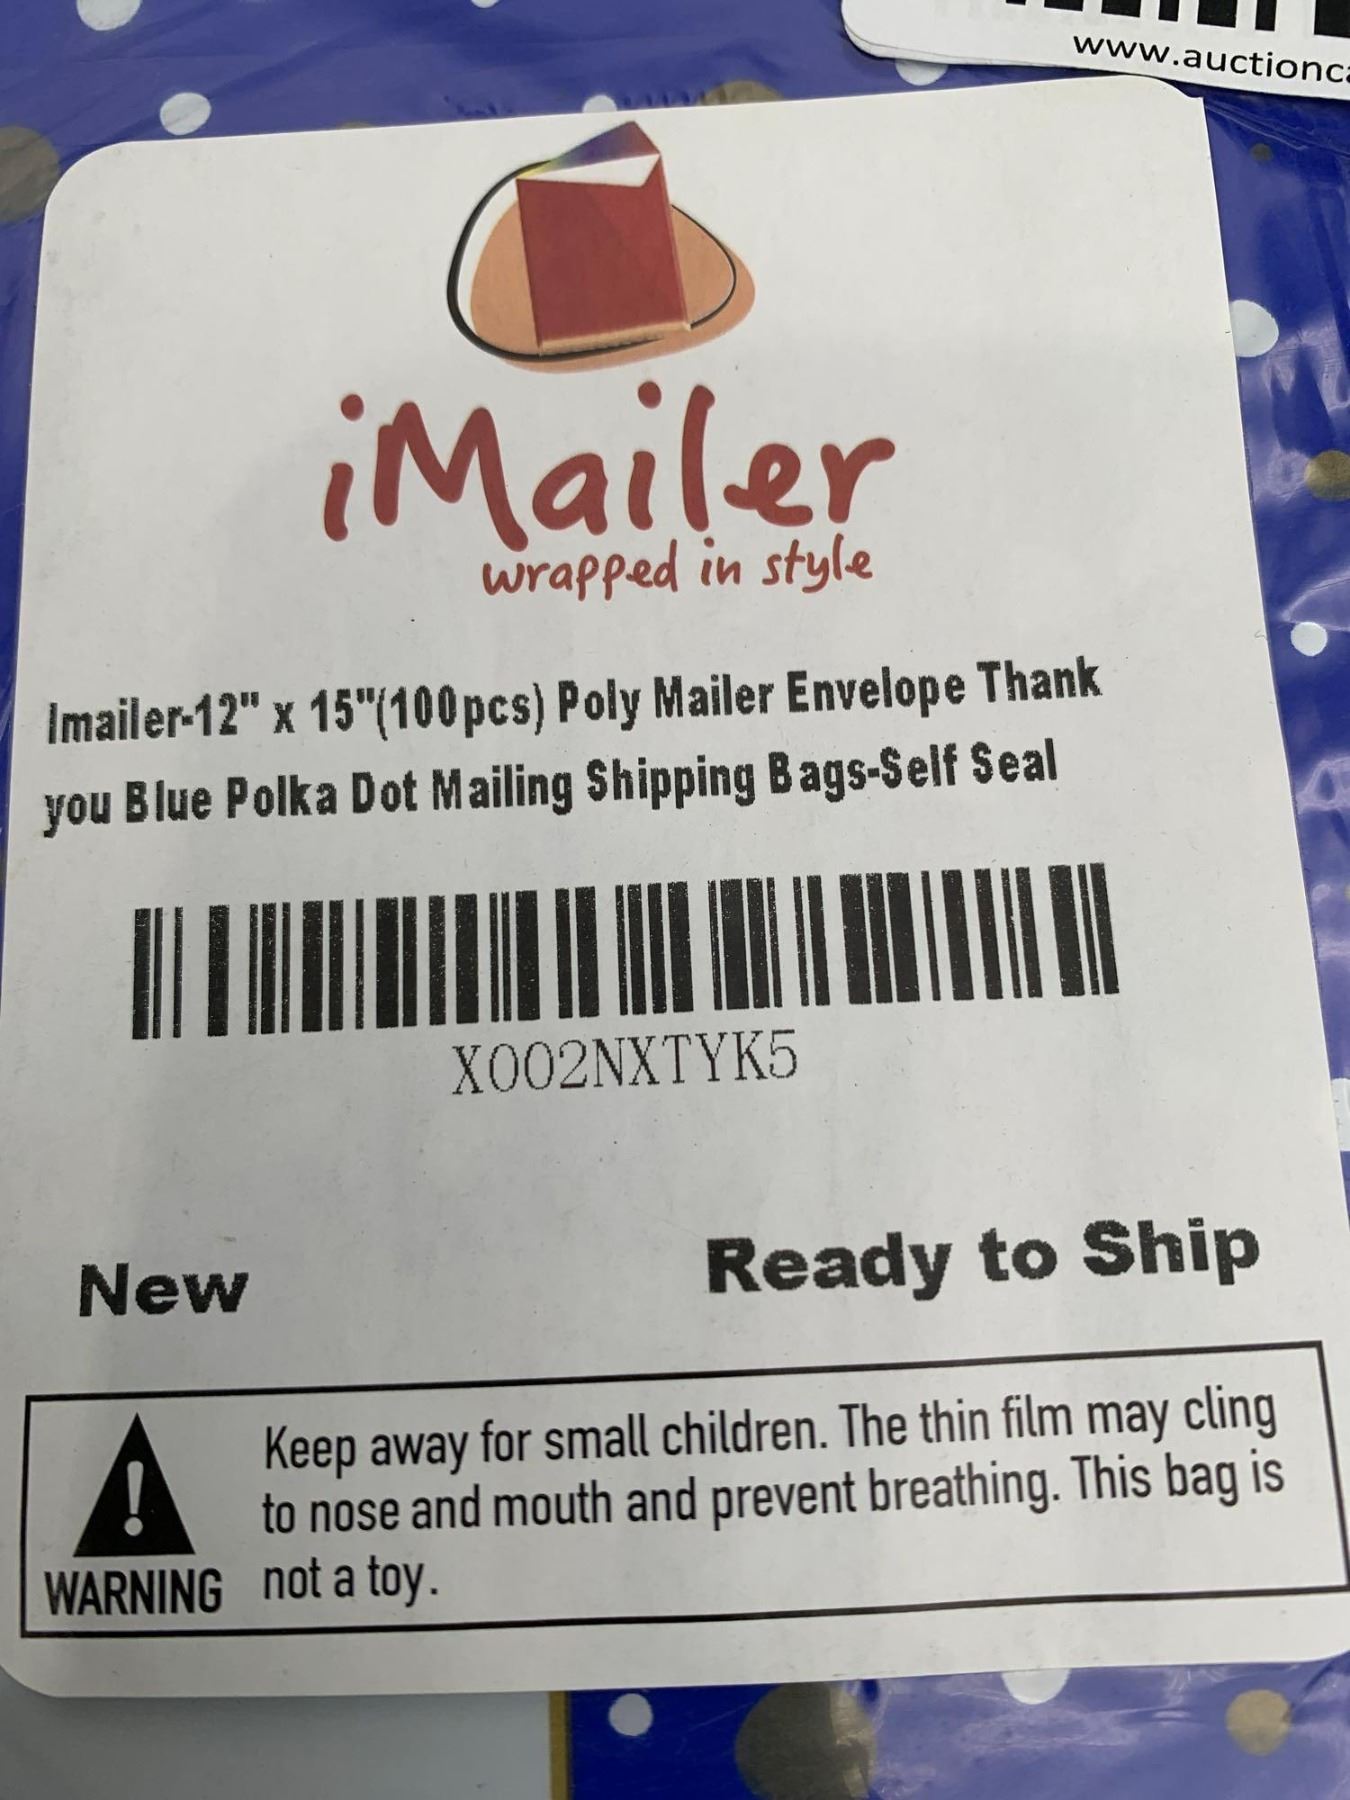 www.auctionc
iMailer
wrapped in style
Imailer-12" x 15"(100pcs) Poly Mailer Envelope Thank
you Blue Polka Dot Mailing Shipping Bags-Self Seal
X002NXTYK5
New
Ready to Ship
Keep away for small children. The thin film may cling
to nose and mouth and prevent breathing. This bag is
not a toy.
WARNING